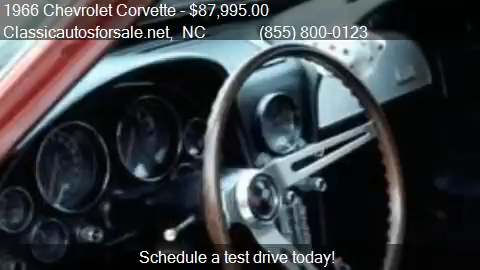 1966 Chevrolet Corvette - $87,995.00
Classicautosforsale.net, NC (855) 800-0123
Schedule a test drive today!